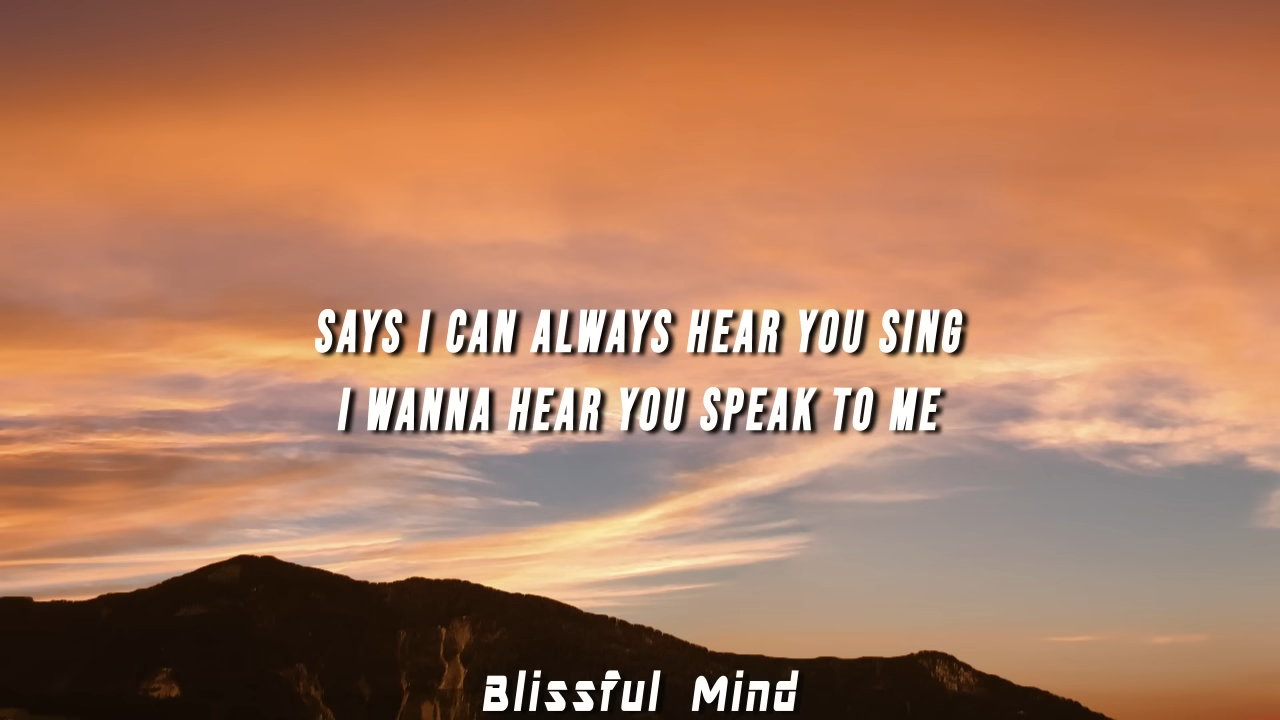 SAYS I CAN ALWAYS HEAR YOU SING
I WANNA HEAR YOU SPEAK TO ME
Blissful Mind